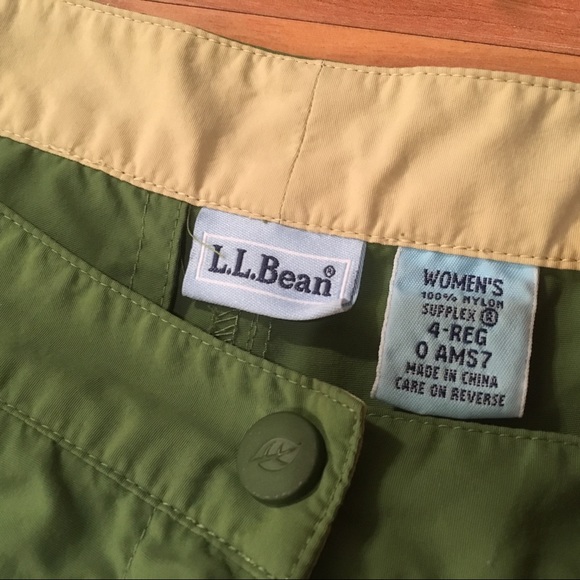 L.L.Bean®
WOMEN'S
100% NYLON
SUPPLEX ®
4-REG
0 AMS7
MADE IN CHINA
CARE ON REVERSE